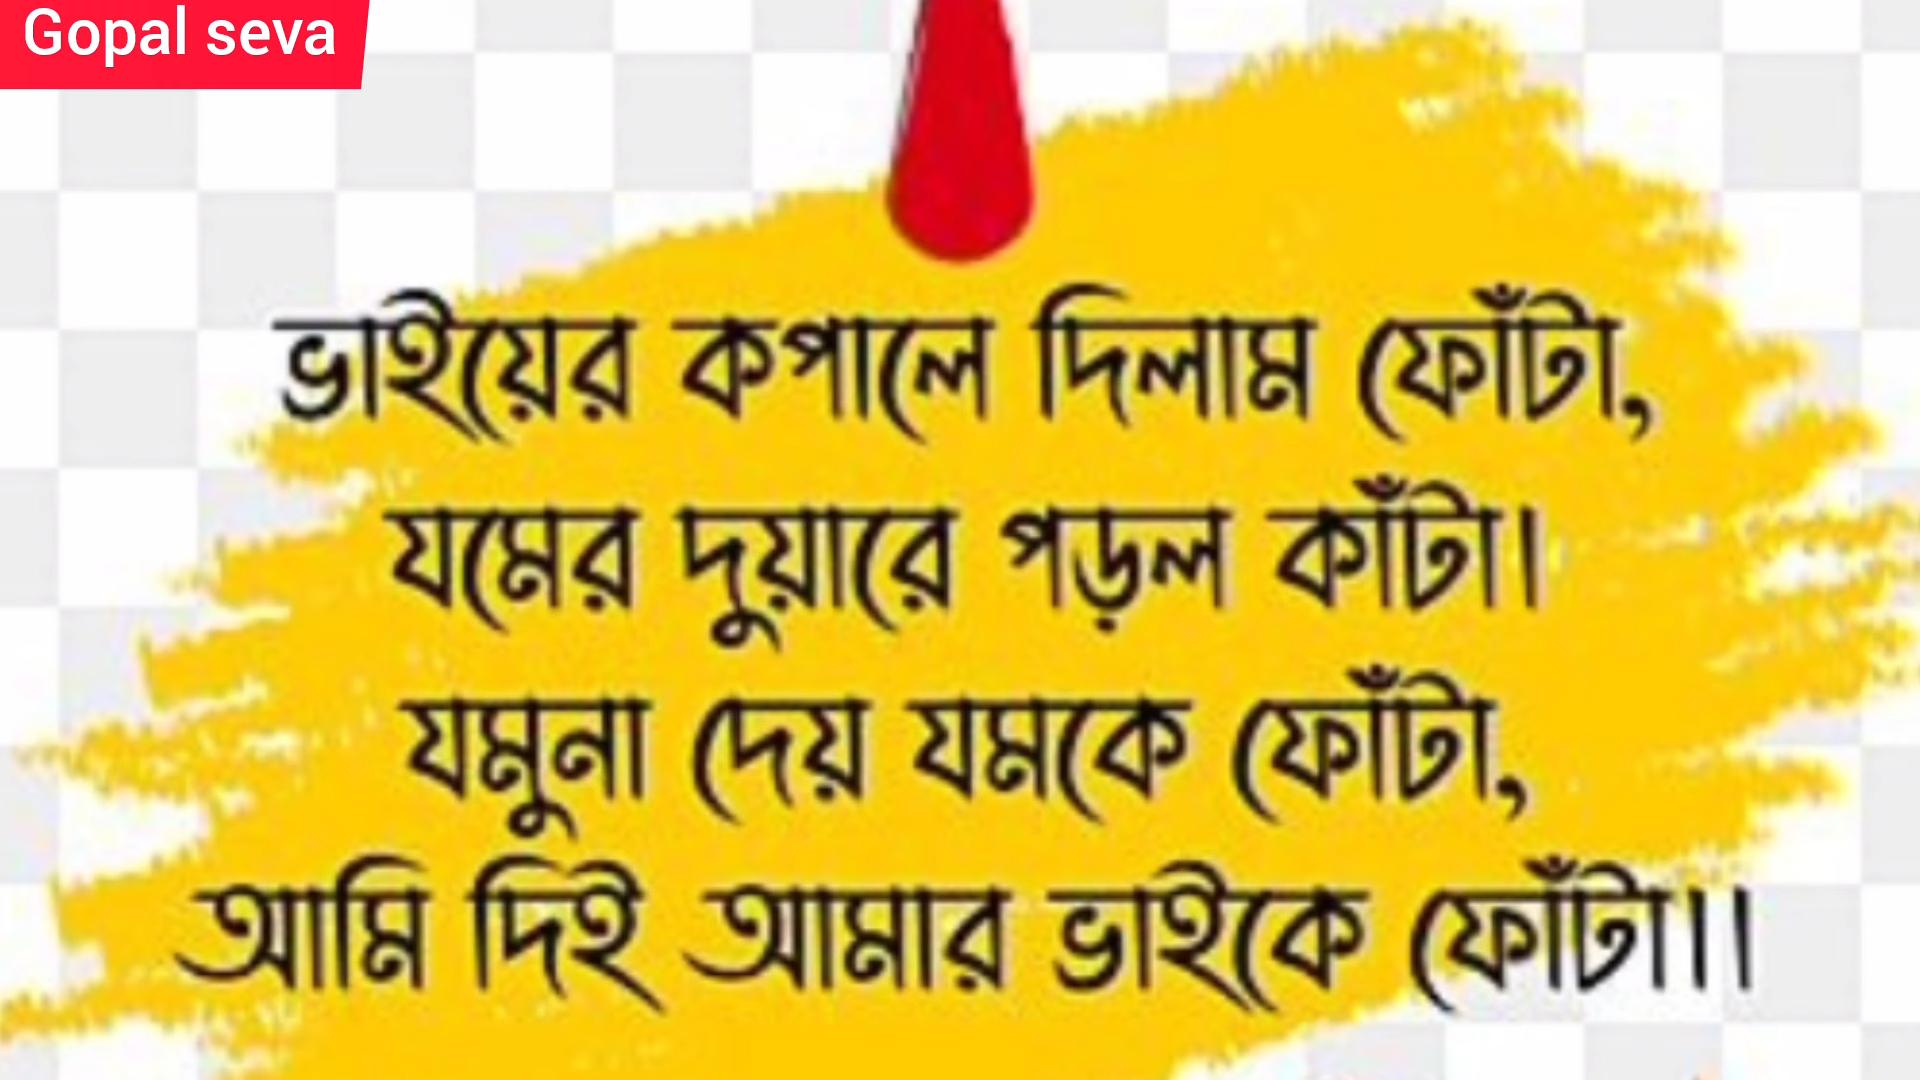 Gopal seva
ভাইয়ের কপালে দিলাম ফোঁটা,
যমের দুয়ারে পড়ল কাঁটা।
যমুনা দেয় যমকে ফোঁটা,
আমি দিই আমার ভাইকে ফোঁটা।।